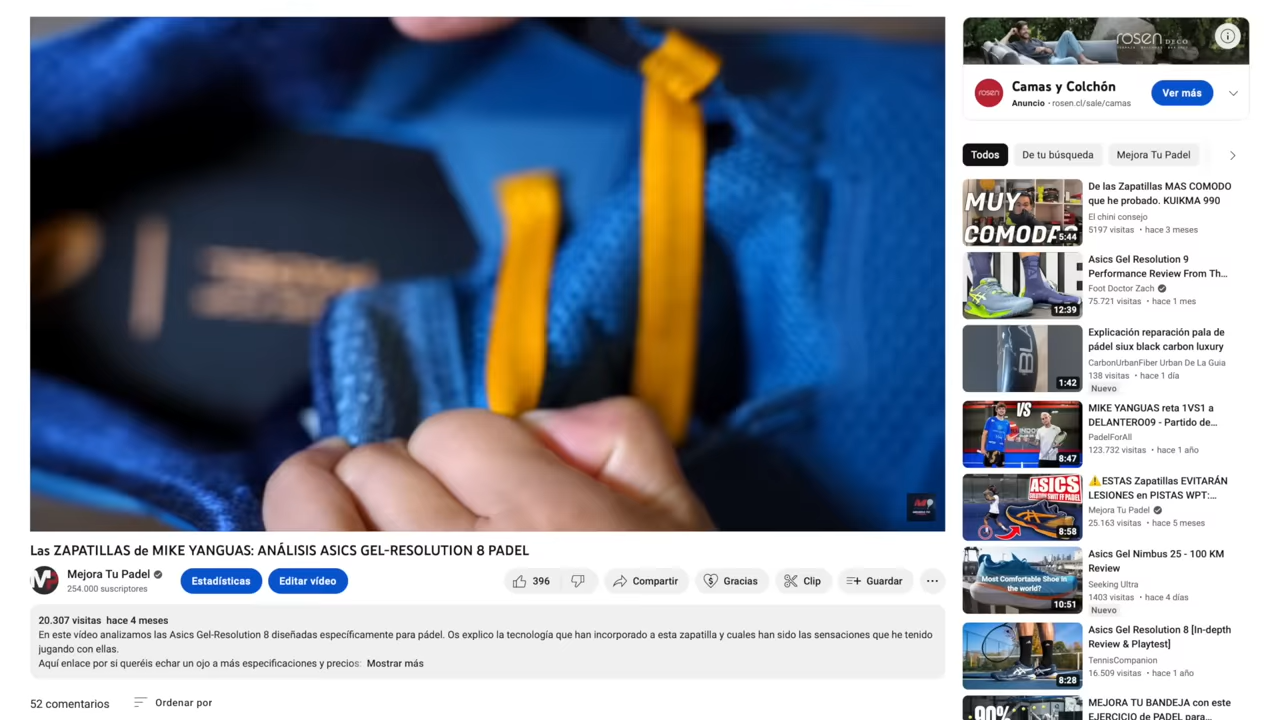 Las ZAPATILLAS de MIKE YANGUAS: ANÁLISIS ASICS GEL-RESOLUTION 8 PADEL
Mejora Tu Padel
254.000 suscriptores
Estadísticas
Editar vídeo
396
Compartir
Gracias
Clip
Guardar
20.307 visitas hace 4 meses
En este vídeo analizamos las Asics Gel-Resolution 8 diseñadas específicamente para pádel. Os explico la tecnología que han incorporado a esta zapatilla y cuales han sido las sensaciones que he tenido
jugando con ellas.
Aquí enlace por si queréis echar un ojo a más especificaciones y precios: Mostrar más
52 comentarios
Ordenar por
rosen DECO
rosen
Camas y Colchón
Anuncio · rosen.cl/sale/camas
Ver más
Todos
De tu búsqueda
Mejora Tu Padel
MUY
5:44
De las Zapatillas MAS COMODO
que he probado. KUIKMA 990
El chini consejo
5197 visitas • hace 3 meses
12:39
Asics Gel Resolution 9
Performance Review From Th...
Foot Doctor Zach
75.721 visitas • hace 1 mes
1:42
Explicación reparación pala de
pádel siux black carbon luxury
CarbonUrbanFiber Urban De La Guia
138 visitas • hace 1 día
Nuevo
VS
8:47
MIKE YANGUAS reta 1VS1 a
DELANTERO09 - Partido de...
PadelForAll
123.732 visitas • hace 1 año
ASICS
8:58
⚠️ESTAS Zapatillas EVITARÁN
LESIONES en PISTAS WPT:...
Mejora Tu Padel
25.163 visitas • hace 5 meses
Most Comfortable Shoe in
the world?
10:51
Asics Gel Nimbus 25 - 100 KM
Review
Seeking Ultra
1403 visitas • hace 4 días
Nuevo
8:28
Asics Gel Resolution 8 [In-depth
Review & Playtest]
TennisCompanion
16.509 visitas • hace 1 año
90%
MEJORA TU BANDEJA con este
EJERCICIO de PADEL para...